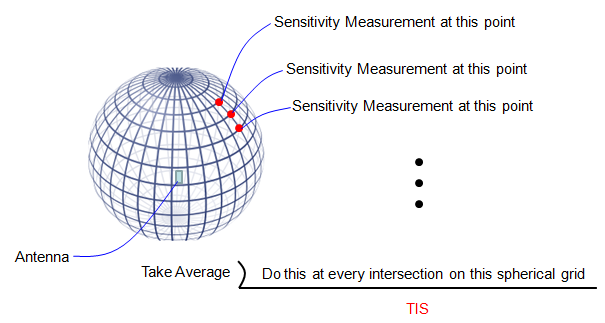 Sensitivity Measurement at this point
Sensitivity Measurement at this point
Sensitivity Measurement at this point
Antenna
Take Average
Do this at every intersection on this spherical grid
TIS